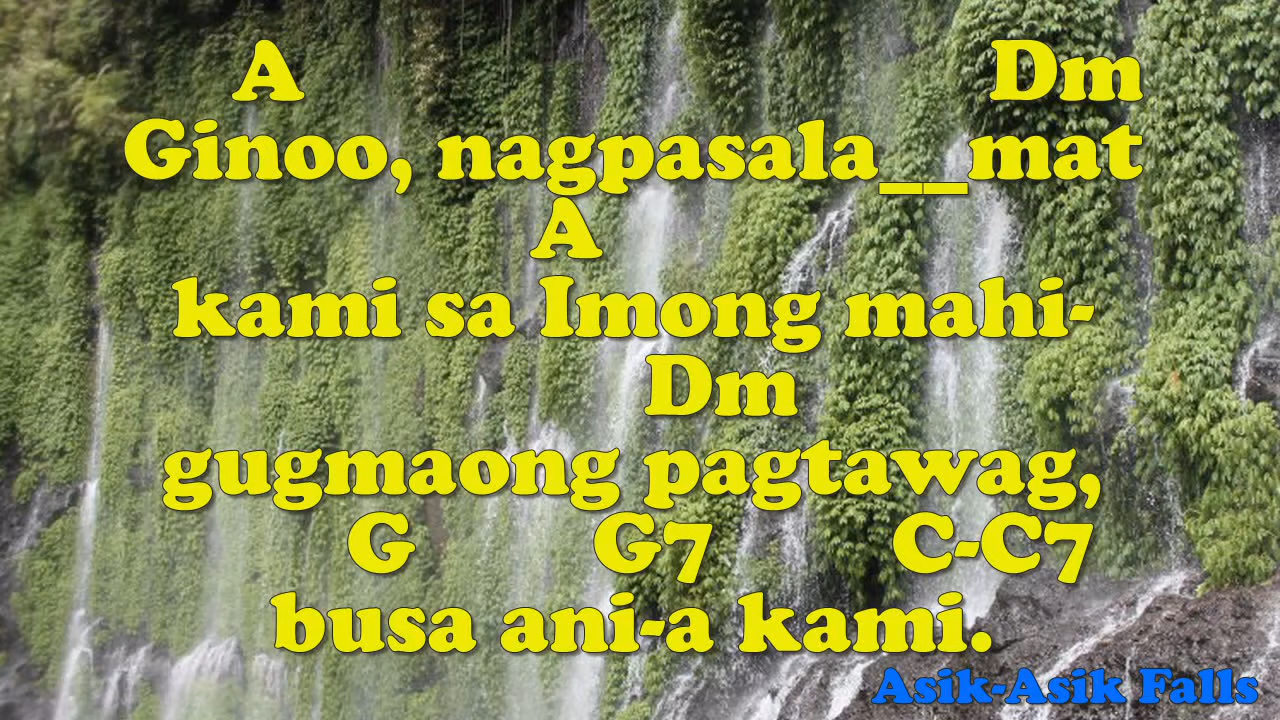 A Dm
Ginoo, nagpasala__mat
A
kami sa Imong mahi-
Dm
gugmaong pagtawag,
G G7 C-C7
busa ani-a kami.
Asik-Asik Falls